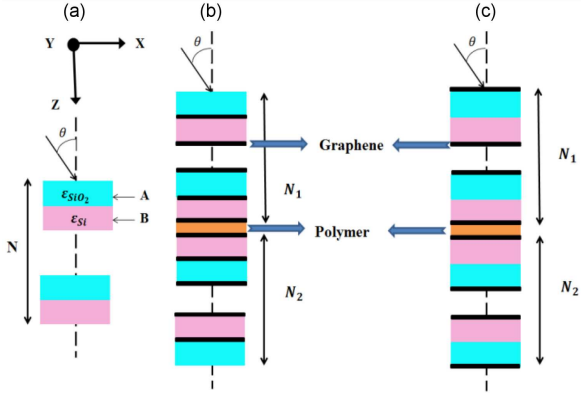 (a)
(b)
(c)
Y
X
Z
θ
θ
θ
θ
N
ε_{SiO_2}
A
ε_{Si}
B
Graphene
N_1
N_1
Polymer
N_2
N_2